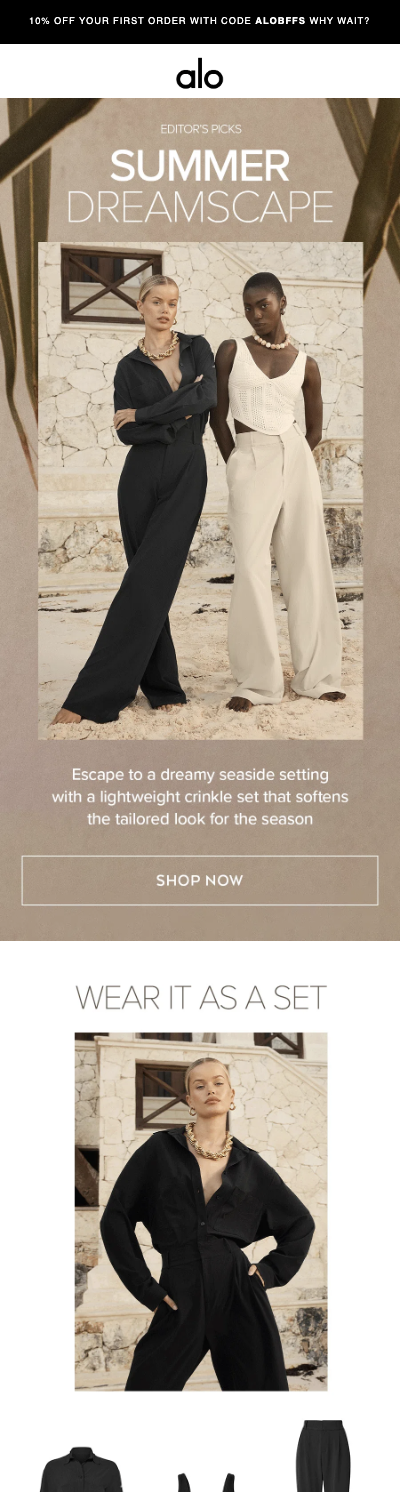 10% OFF YOUR FIRST ORDER WITH CODE ALOBFFS WHY WAIT?
alo
EDITOR'S PICKS
SUMMER
DREAMSCAPE
Escape to a dreamy seaside setting
with a lightweight crinkle set that softens
the tailored look for the season
SHOP NOW
WEAR IT AS A SET